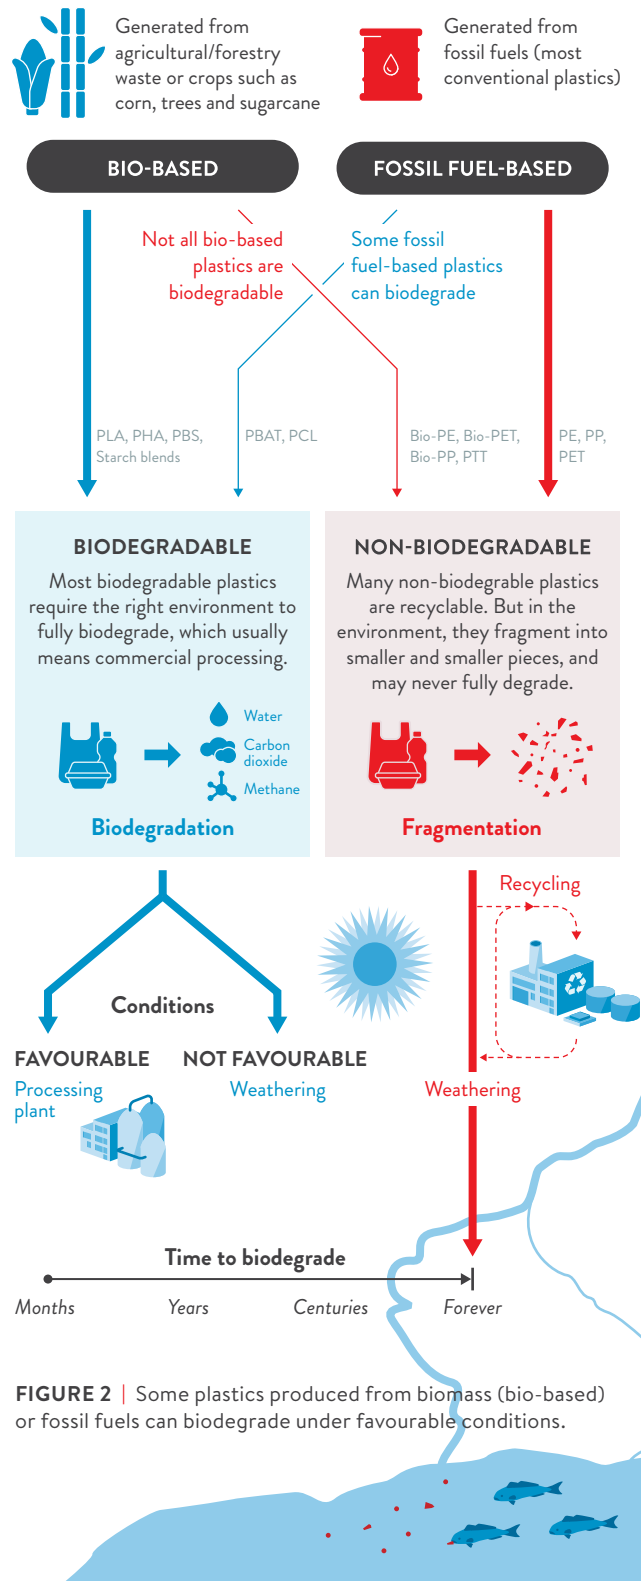 Generated from
agricultural/forestry
waste or crops such as
corn, trees and sugarcane
Generated from
fossil fuels (most
conventional plastics)
BIO-BASED
FOSSIL FUEL-BASED
Not all bio-based
plastics are
biodegradable
Some fossil
fuel-based plastics
can biodegrade
PLA, PHA, PBS,
Starch blends
PBAT, PCL
Bio-PE, Bio-PET,
Bio-PP, PTT
PE, PP,
PET
BIODEGRADABLE
Most biodegradable plastics
require the right environment to
fully biodegrade, which usually
means commercial processing.
Water
Carbon
dioxide
Methane
Biodegradation
NON-BIODEGRADABLE
Many non-biodegrable plastics
are recyclable. But in the
environment, they fragment into
smaller and smaller pieces, and
may never fully degrade.
Fragmentation
Recycling
Conditions
FAVOURABLE
Processing
plant
NOT FAVOURABLE
Weathering
Weathering
Time to biodegrade
Months
Years
Centuries
Forever
FIGURE 2 | Some plastics produced from biomass (bio-based)
or fossil fuels can biodegrade under favourable conditions.